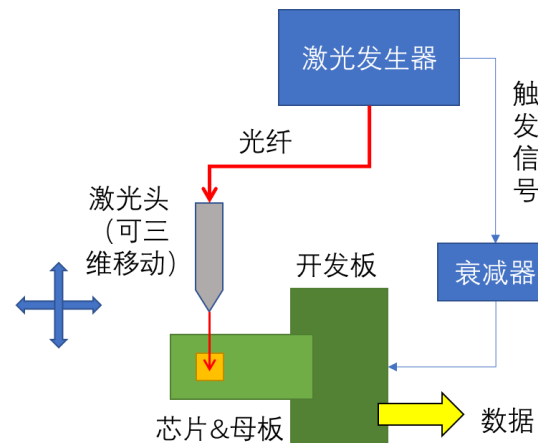 激光发生器
触
发
信
号
光纤
激光头
（可三
维移动）
开发板
衰减器
芯片&母板
数据